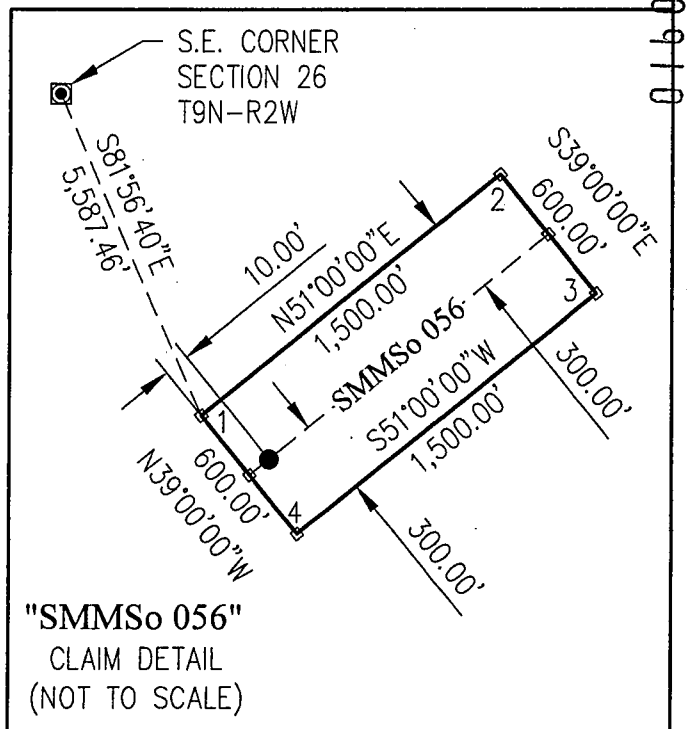 S.E. CORNER
SECTION 26
T9N-R2W
S81°56'40"E
5,587.46'
10.00'
N51°00'00"E
1,500.00'
2
S39°00'00"E
600.00'
3
SMMSo 056
300.00'
S51°00'00"W
1,500.00'
300.00'
1
600.00'
N39°00'00"W
4
"SMMSo 056"
CLAIM DETAIL
(NOT TO SCALE)